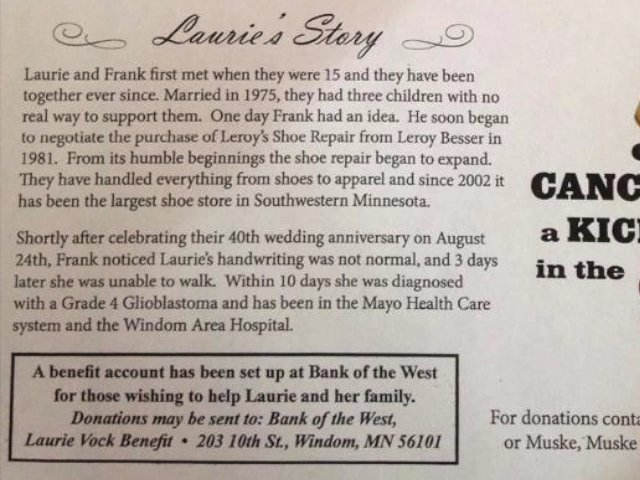 Laurie's Story
Laurie and Frank first met when they were 15 and they have been
together ever since. Married in 1975, they had three children with no
real way to support them. One day Frank had an idea. He soon began
to negotiate the purchase of Leroy's Shoe Repair from Leroy Besser in
1981. From its humble beginnings the shoe repair began to expand.
They have handled everything from shoes to apparel and since 2002 it
has been the largest shoe store in Southwestern Minnesota.
Shortly after celebrating their 40th wedding anniversary on August
24th, Frank noticed Laurie's handwriting was not normal, and 3 days
later she was unable to walk. Within 10 days she was diagnosed
with a Grade 4 Glioblastoma and has been in the Mayo Health Care
system and the Windom Area Hospital.
A benefit account has been set up at Bank of the West
for those wishing to help Laurie and her family.
Donations may be sent to: Bank of the West,
Laurie Vock Benefit • 203 10th St., Windom, MN 56101
CANC
a KIC
in the
For donations conta
or Muske, Muske